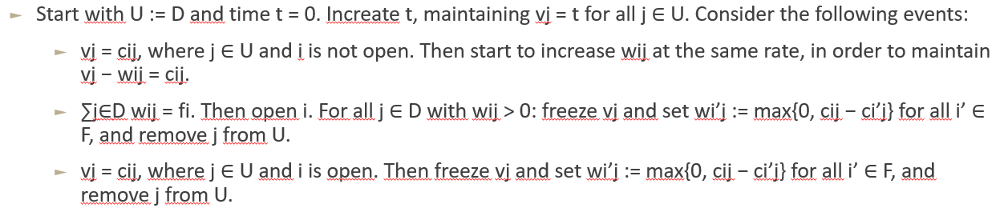 ► Start with U := D and time t = 0. Increate t, maintaining vj = t for all j ∈ U. Consider the following events:
► vj = cij, where j ∈ U and i is not open. Then start to increase wij at the same rate, in order to maintain
vj − wij = cij.
► ∑j∈D wij = fi. Then open i. For all j ∈ D with wij > 0: freeze vj and set wi’j := max{0, cij − ci’j} for all i’ ∈
F, and remove j from U.
► vj = cij, where j ∈ U and i is open. Then freeze vj and set wi’j := max{0, cij − ci’j} for all i’ ∈ F, and
remove j from U.